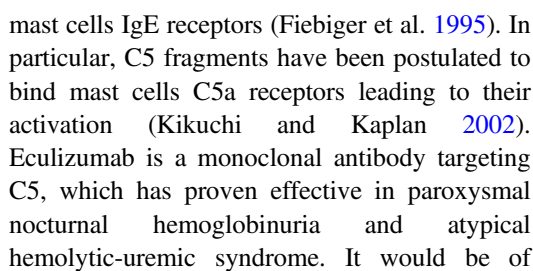 mast cells IgE receptors (Fiebiger et al. 1995). In
particular, C5 fragments have been postulated to
bind mast cells C5a receptors leading to their
activation (Kikuchi and Kaplan 2002).
Eculizumab is a monoclonal antibody targeting
C5, which has proven effective in paroxysmal
nocturnal hemoglobinuria and atypical
hemolytic-uremic syndrome. It would be of